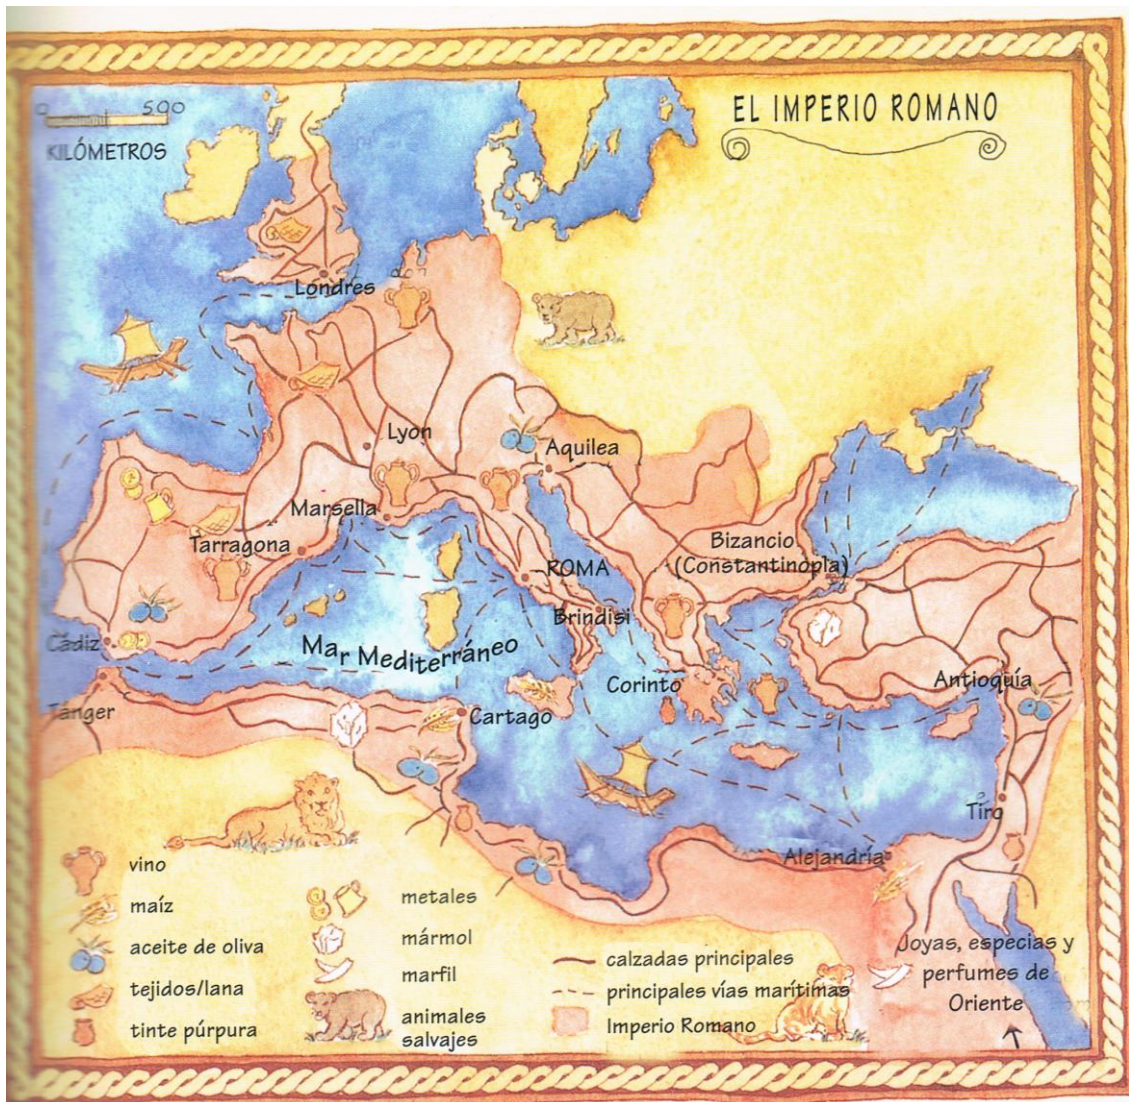 0 500
KILÓMETROS
EL IMPERIO ROMANO
Londres
Lyon
Aquilea
Marsella
Tarragona
ROMA
Bizancio
(Constantinopla)
Brindisi
Cádiz
Mar Mediterráneo
Corinto
Antioquía
Tánger
Cartago
Tiro
Alejandría
vino
maíz
aceite de oliva
tejidos/lana
tinte púrpura
metales
mármol
marfil
animales
salvajes
calzadas principales
principales vías marítimas
Imperio Romano
Joyas, especias y
perfumes de
Oriente